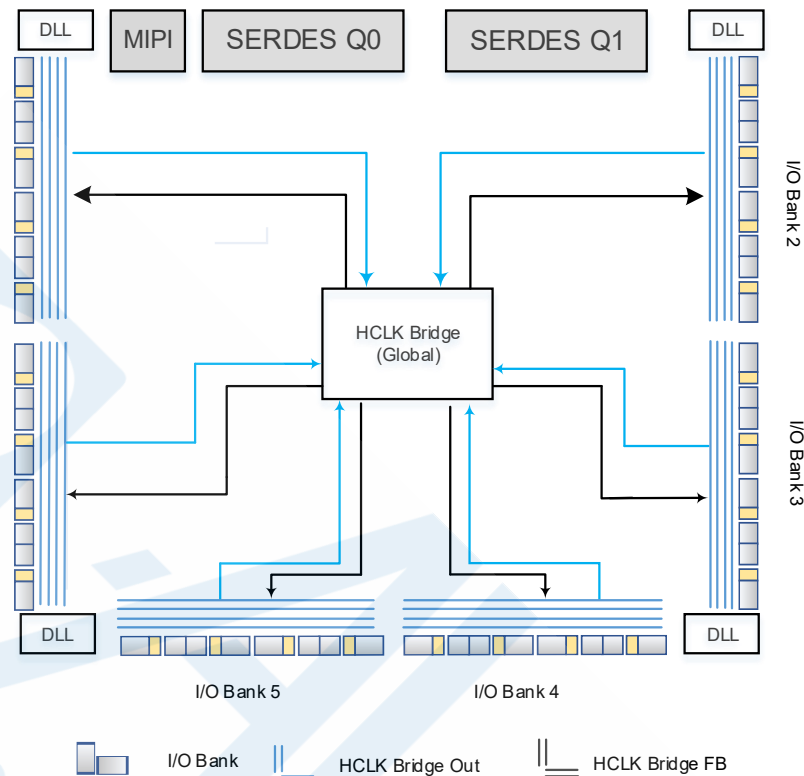 DLL
MIPI
SERDES Q0
SERDES Q1
DLL
I/O Bank 2
HCLK Bridge
(Global)
I/O Bank 3
DLL
DLL
I/O Bank 5
I/O Bank 4
I/O Bank
HCLK Bridge Out
HCLK Bridge FB